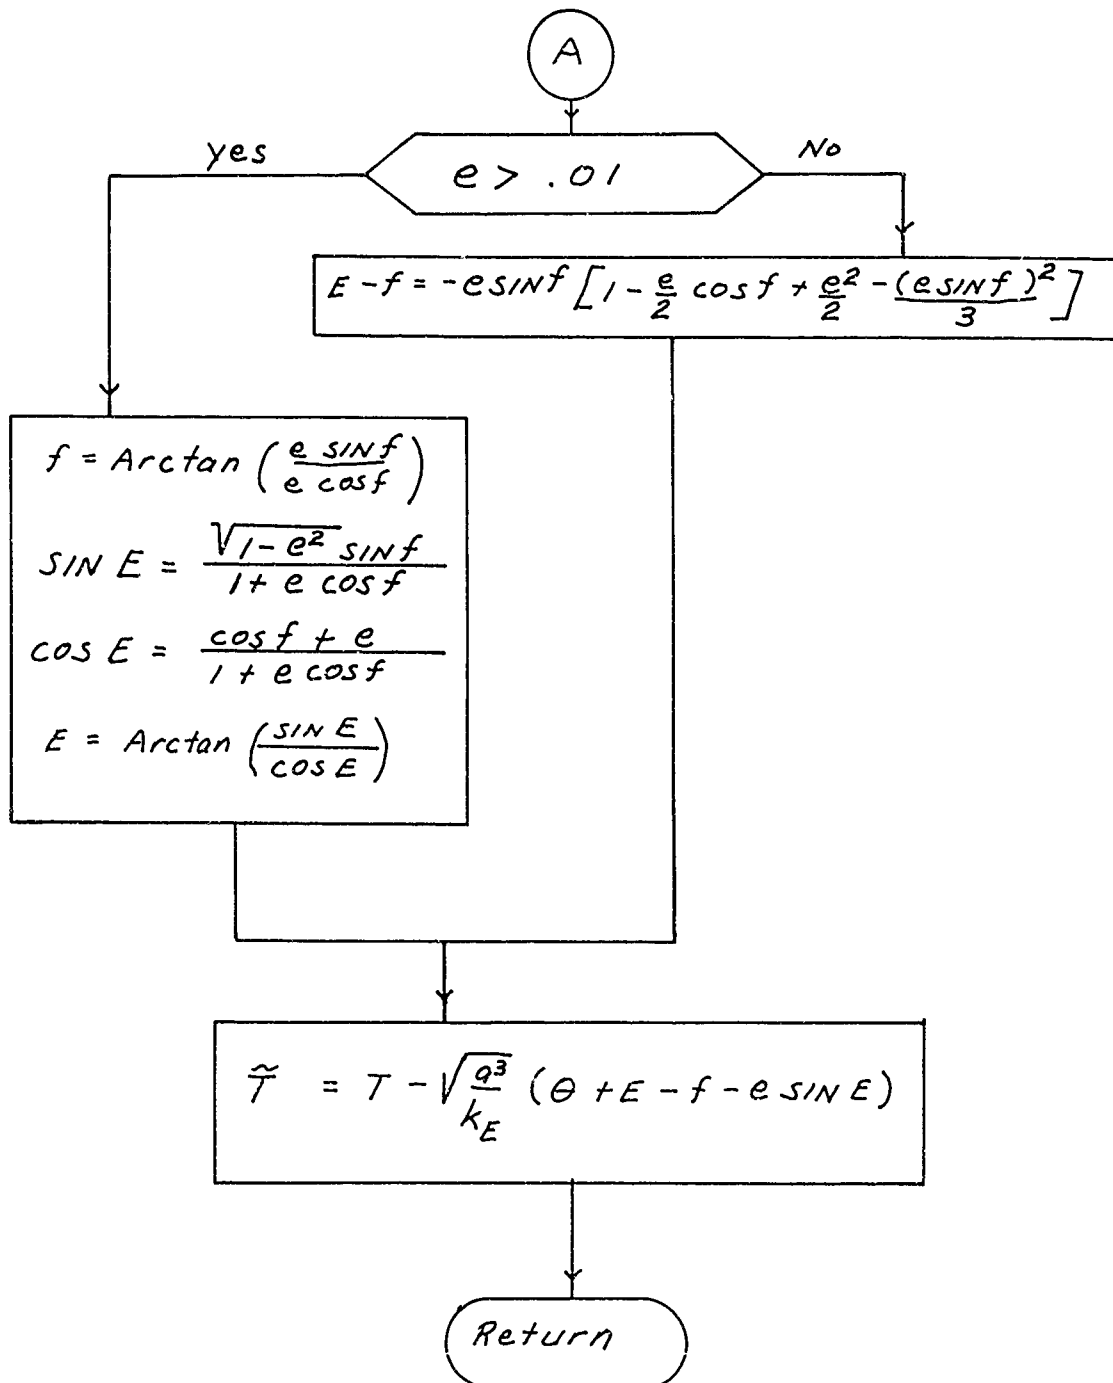 A
yes
e > .01
No
E - f = -e SIN f [1 - e/2 cos f + e²/2 - (e SIN f)²/3]
f = Arctan (e SIN f / e cos f)
SIN E = √(1 - e²) SIN f / 1 + e cos f
cos E = cos f + e / 1 + e cos f
E = Arctan (SIN E / cos E)
T̃ = T - √(a³/k_E) (θ + E - f - e SIN E)
Return